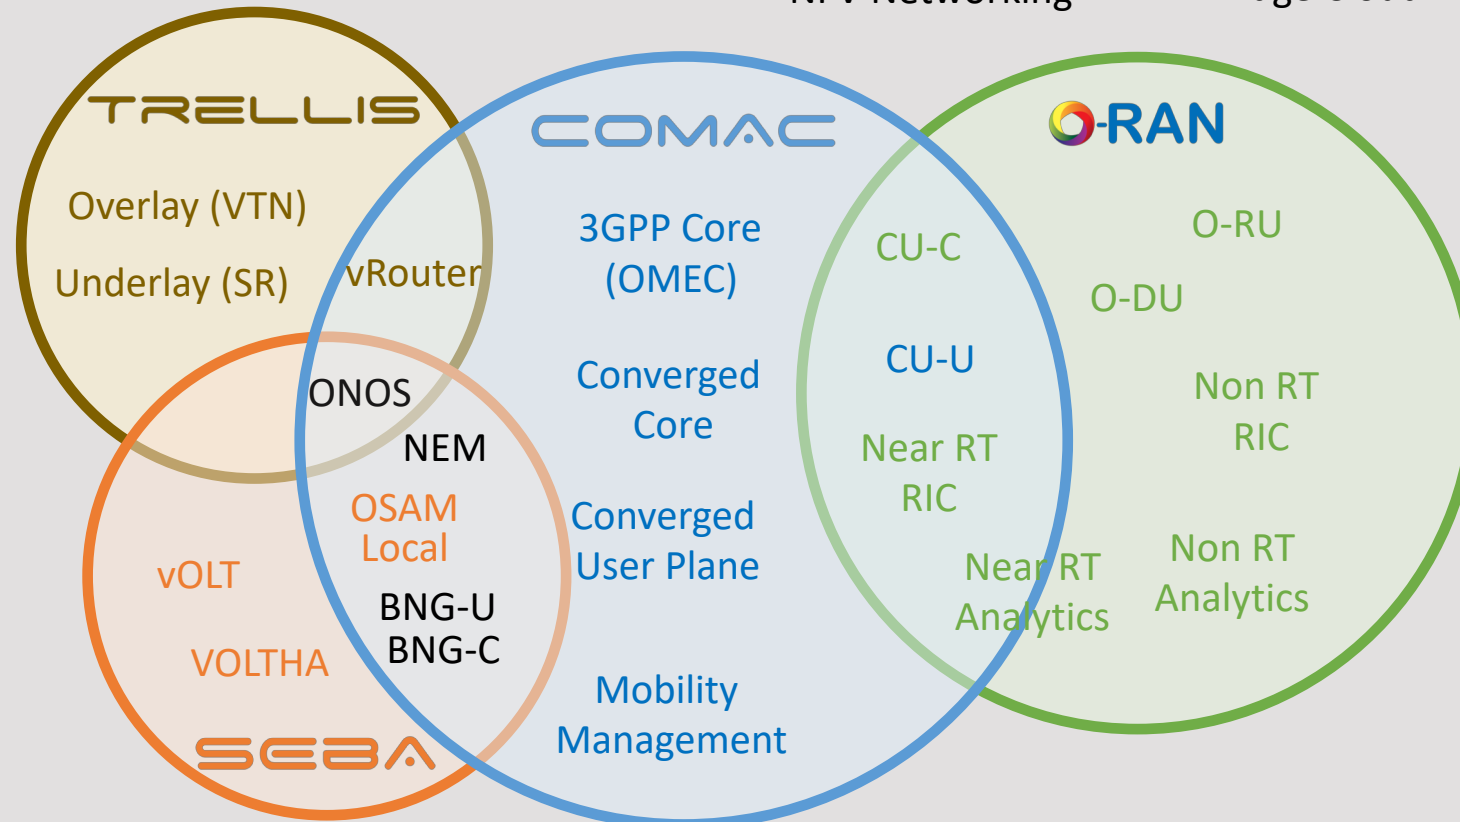 TRELLIS
Overlay (VTN)
Underlay (SR)
vRouter
COMAC
3GPP Core
(OMEC)
Converged
Core
Converged
User Plane
Mobility
Management
O-RAN
CU-C
CU-U
Near RT
RIC
Near RT
Analytics
O-RU
O-DU
Non RT
RIC
Non RT
Analytics
ONOS
NEM
OSAM
Local
BNG-U
BNG-C
vOLT
VOLTHA
SEBA